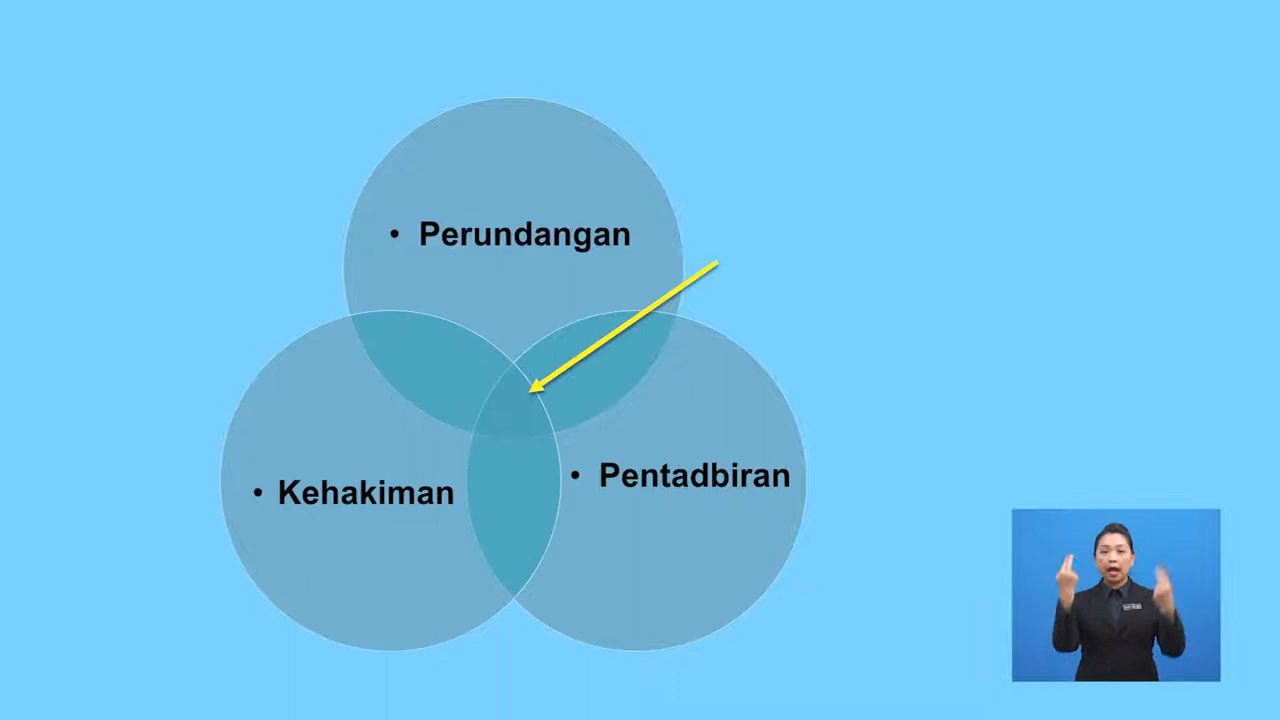 • Perundangan
• Kehakiman
• Pentadbiran